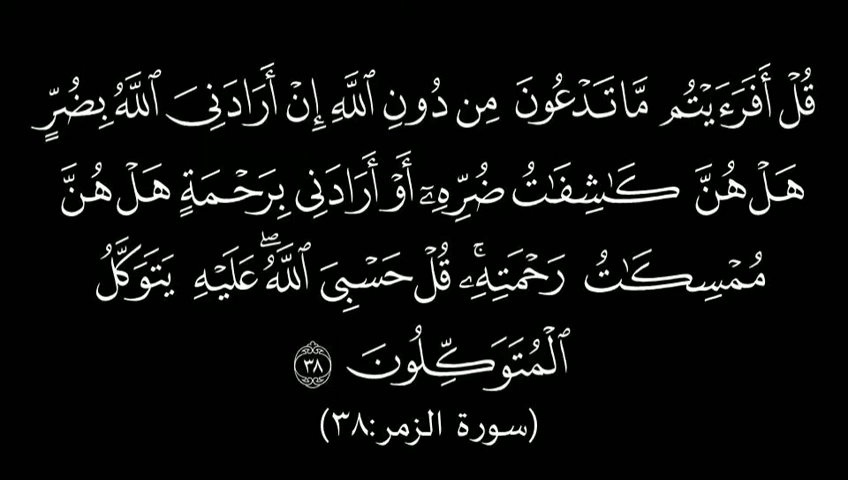 قُلْ أَفَرَءَيْتُم مَّا تَدْعُونَ مِن دُونِ ٱللَّهِ إِنْ أَرَادَنِىَ ٱللَّهُ بِضُرٍّ
هَلْ هُنَّ كَـٰشِفَـٰتُ ضُرِّهِۦٓ أَوْ أَرَادَنِى بِرَحْمَةٍ هَلْ هُنَّ
مُمْسِكَـٰتُ رَحْمَتِهِۦ ۚ قُلْ حَسْبِىَ ٱللَّهُ ۖ عَلَيْهِ يَتَوَكَّلُ
ٱلْمُتَوَكِّلُونَ ٣٨
(سورة الزمر:٣٨)